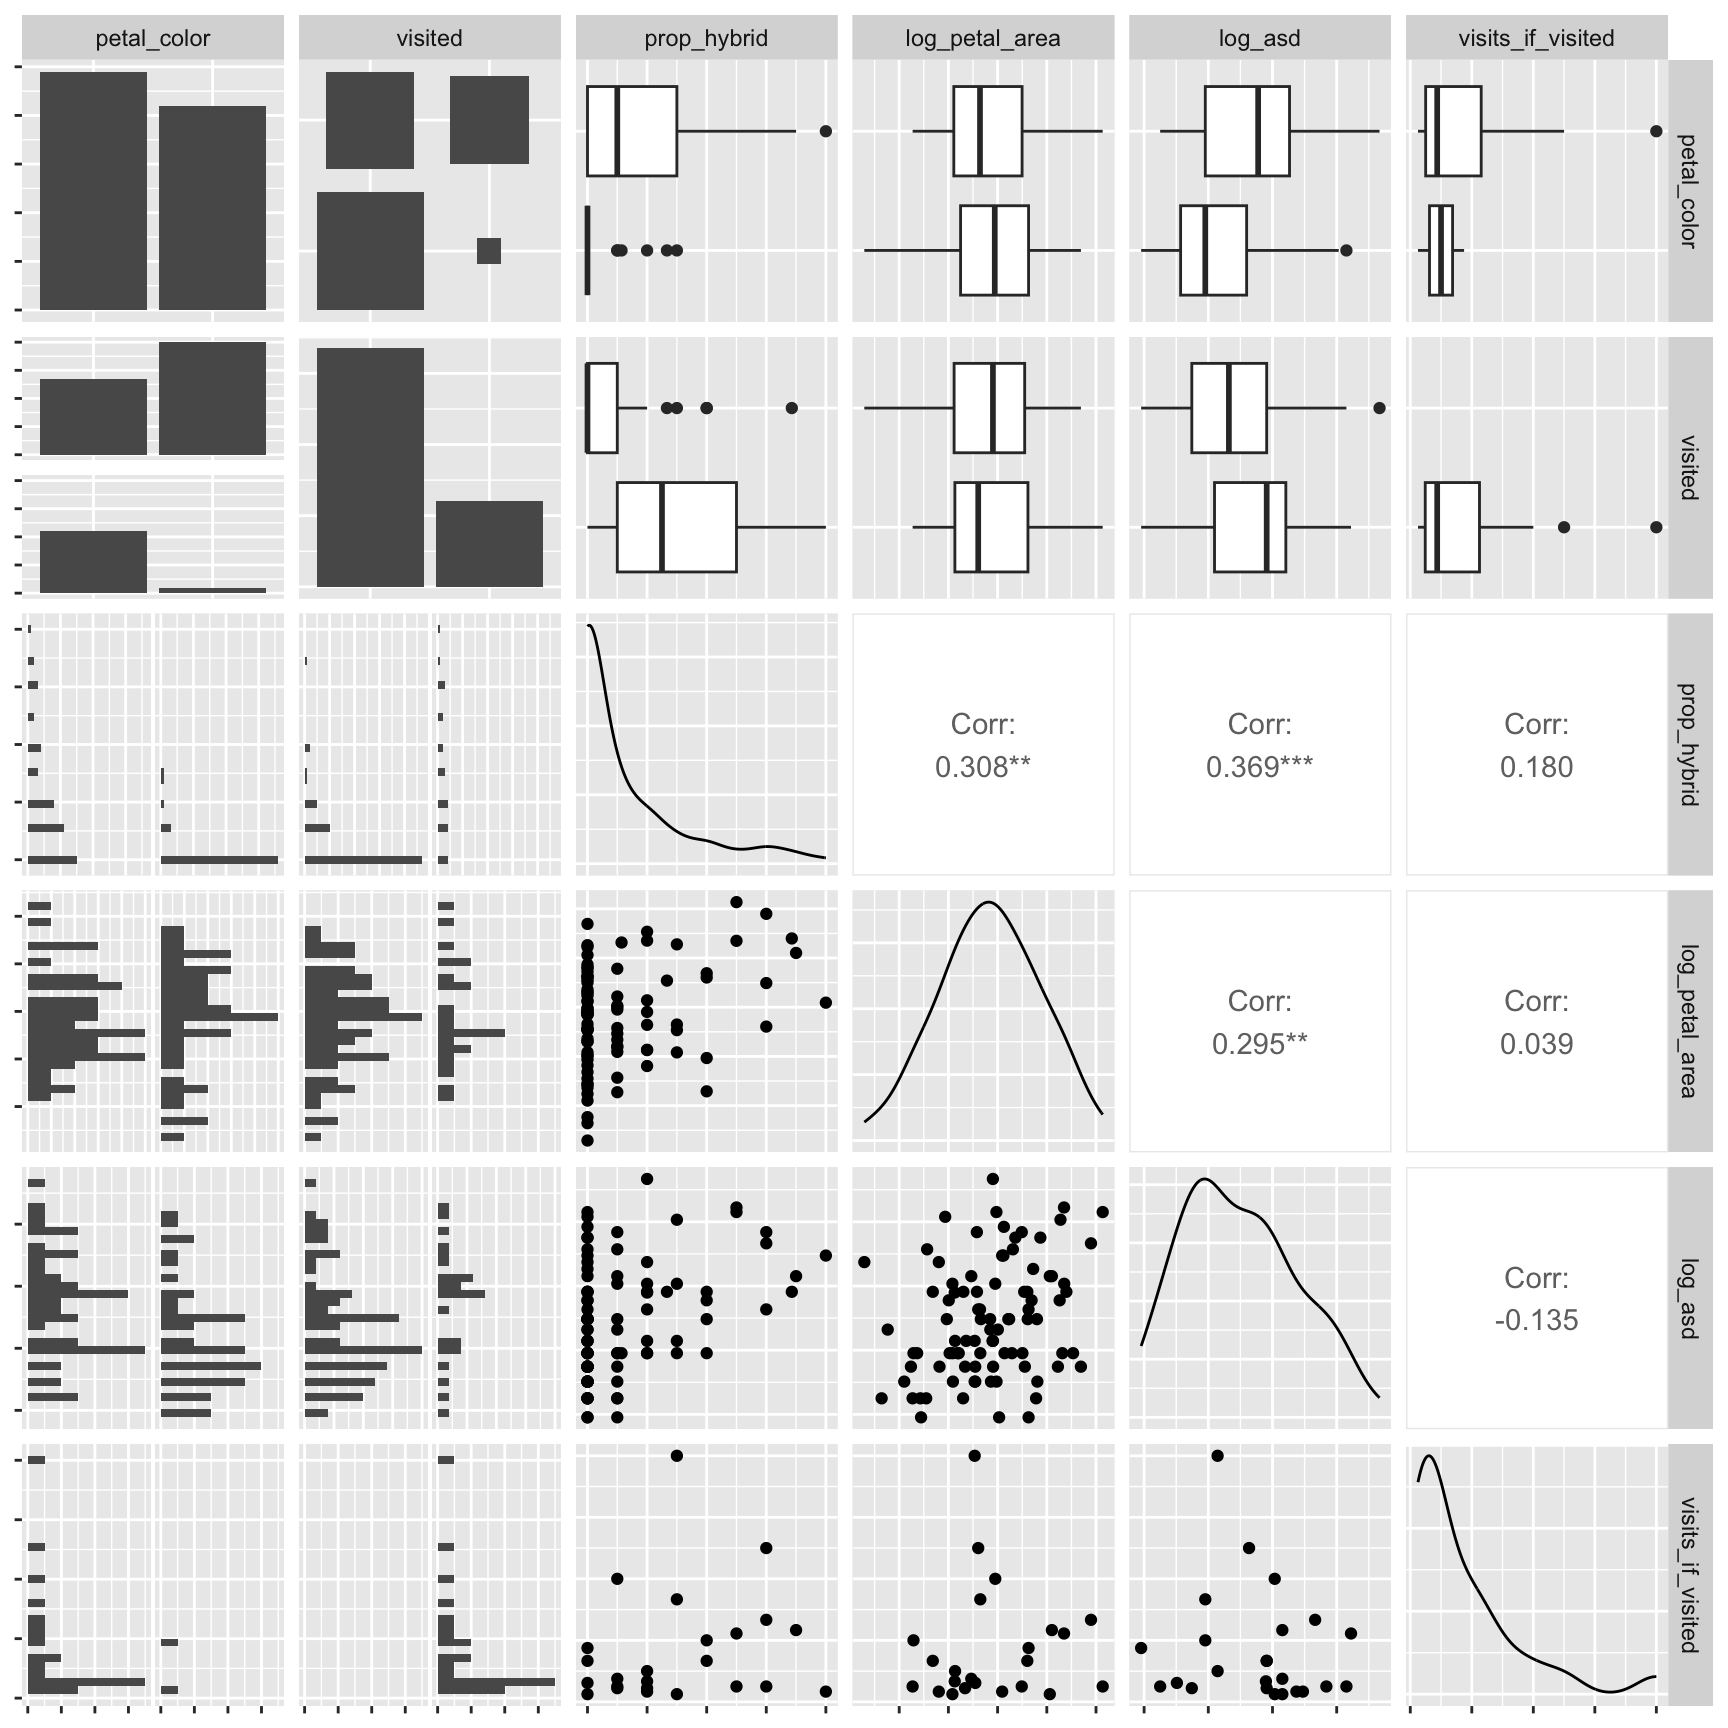 petal_color
visited
prop_hybrid
log_petal_area
log_asd
visits_if_visited
petal_color
visited
Corr:
0.308**
Corr:
0.369***
Corr:
0.180
prop_hybrid
Corr:
0.295**
Corr:
0.039
log_petal_area
Corr:
-0.135
log_asd
visits_if_visited